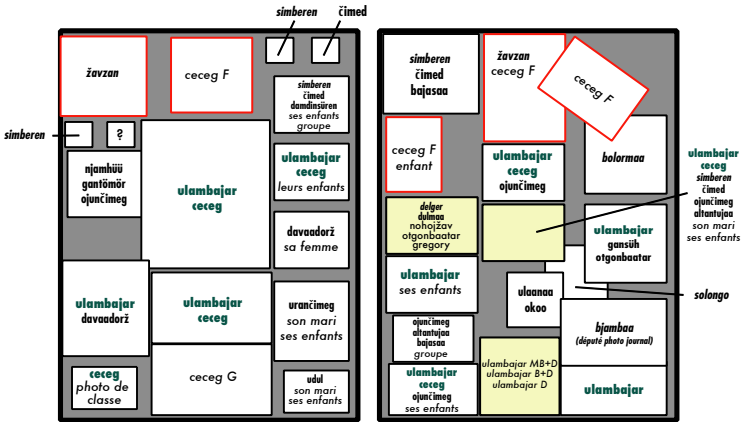 simberen
čimed
žavzan
ceceg F
simberen
čimed
damdinsüren
ses enfants
groupe
simberen
?
njamhüü
gantömör
ojunčimeg
ulambajar
ceceg
ulambajar
ceceg
leurs enfants
davaadorž
sa femme
ulambajar
davaadorž
ulambajar
ceceg
urančimeg
son mari
ses enfants
ceceg
photo de
classe
ceceg G
udul
son mari
ses enfants
simberen
čimed
bajasaa
žavzan
ceceg F
ceceg F
ceceg F
enfant
ulambajar
ceceg
ojunčimeg
bolormaa
ulambajar
ceceg
simberen
čimed
ojunčimeg
altantujaa
son mari
ses enfants
delger
dulmaa
nohojžav
otgonbaatar
gregory
ulambajar
gansüh
otgonbaatar
ulambajar
ses enfants
ulaanaa
okoo
solongo
ojunčimeg
altantujaa
bajasaa
groupe
bjambaa
(député photo journal)
ulambajar
ceceg
ojunčimeg
ses enfants
ulambajar MB+D
ulambajar B+D
ulambajar D
ulambajar